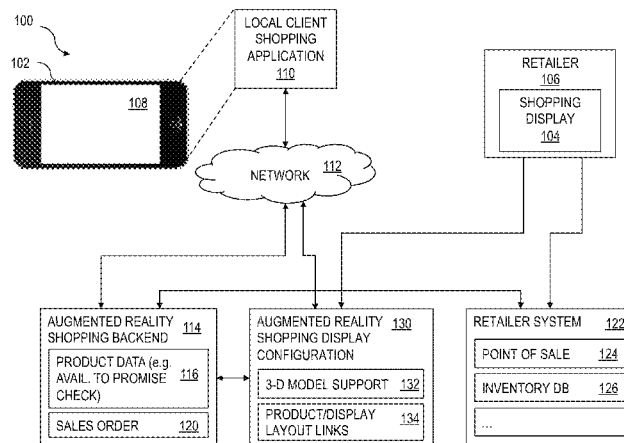 100
102
108
LOCAL CLIENT
SHOPPING
APPLICATION
110
RETAILER
106
SHOPPING
DISPLAY
104
NETWORK 112
AUGMENTED REALITY
SHOPPING BACKEND 114
PRODUCT DATA (e.g.
AVAIL. TO PROMISE 116
CHECK)
SALES ORDER 120
AUGMENTED REALITY 130
SHOPPING DISPLAY
CONFIGURATION
3-D MODEL SUPPORT 132
PRODUCT/DISPLAY
LAYOUT LINKS 134
RETAILER SYSTEM 122
POINT OF SALE 124
INVENTORY DB 126
...